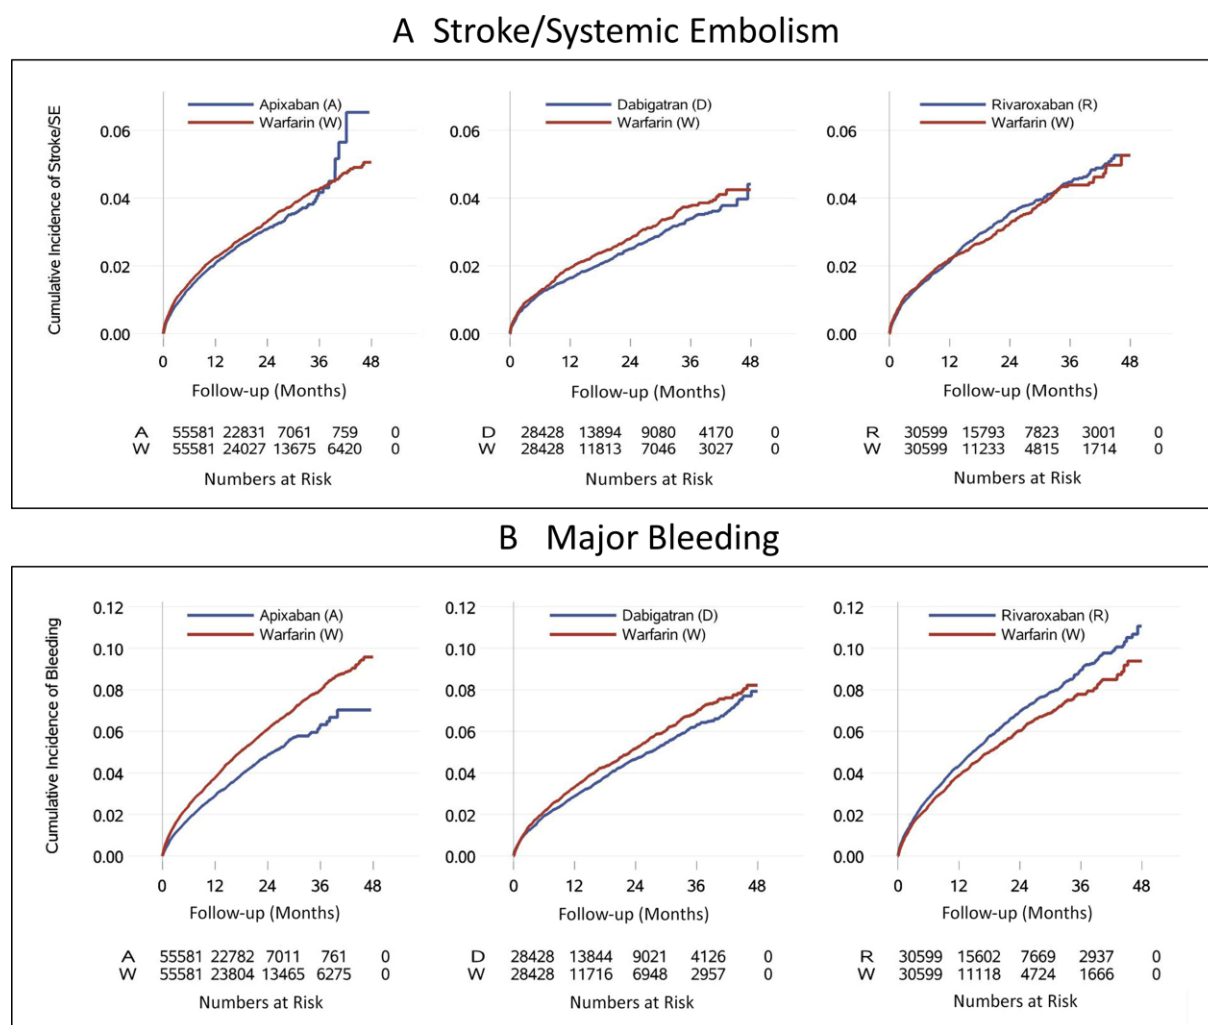 A Stroke/Systemic Embolism
Cumulative Incidence of Stroke/SE
Apixaban (A)
Warfarin (W)
0.06
0.04
0.02
0.00
0 12 24 36 48
Follow-up (Months)
A 55581 22831 7061 759 0
W 55581 24027 13675 6420 0
Numbers at Risk
Dabigatran (D)
Warfarin (W)
0.06
0.04
0.02
0.00
0 12 24 36 48
Follow-up (Months)
D 28428 13894 9080 4170 0
W 28428 11813 7046 3027 0
Numbers at Risk
Rivaroxaban (R)
Warfarin (W)
0.06
0.04
0.02
0.00
0 12 24 36 48
Follow-up (Months)
R 30599 15793 7823 3001 0
W 30599 11233 4815 1714 0
Numbers at Risk
B Major Bleeding
Cumulative Incidence of Bleeding
Apixaban (A)
Warfarin (W)
0.12
0.10
0.08
0.06
0.04
0.02
0.00
0 12 24 36 48
Follow-up (Months)
A 55581 22782 7011 761 0
W 55581 23804 13465 6275 0
Numbers at Risk
Dabigatran (D)
Warfarin (W)
0.12
0.10
0.08
0.06
0.04
0.02
0.00
0 12 24 36 48
Follow-up (Months)
D 28428 13844 9021 4126 0
W 28428 11716 6948 2957 0
Numbers at Risk
Rivaroxaban (R)
Warfarin (W)
0.12
0.10
0.08
0.06
0.04
0.02
0.00
0 12 24 36 48
Follow-up (Months)
R 30599 15602 7669 2937 0
W 30599 11118 4724 1666 0
Numbers at Risk